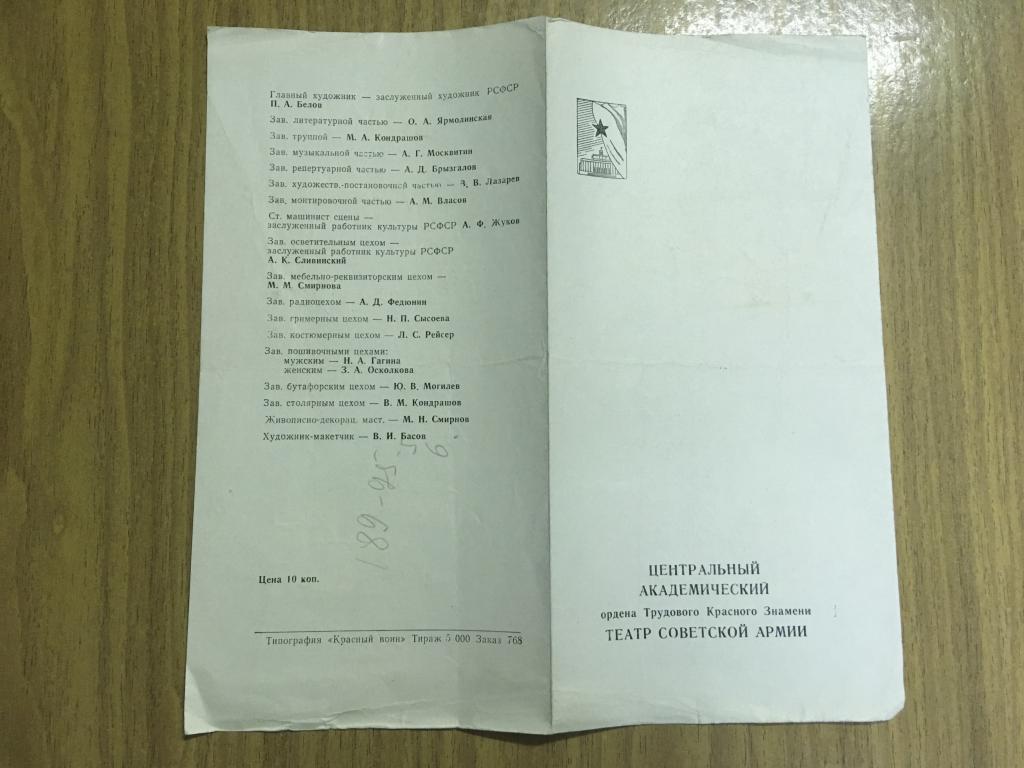 Главный художник — заслуженный художник РСФСР
П. А. Белов
Зав. литературной частью — О. А. Ярмолинская
Зав. труппой — М. А. Кондрашов
Зав. музыкальной частью — А. Г. Москвитин
Зав. репертуарной частью — А. Д. Брызгалов
Зав. художеств.-постановочной частью — В. В. Лазарев
Зав. монтировочной частью — А. М. Власов
Ст. машинист сцены —
заслуженный работник культуры РСФСР А. Ф. Жуков
Зав. осветительным цехом —
заслуженный работник культуры РСФСР
А. К. Сливинский
Зав. мебельно-реквизиторским цехом —
М. М. Смирнова
Зав. радиоцехом — А. Д. Федюнин
Зав. гримерным цехом — Н. П. Сысоева
Зав. костюмерным цехом — Л. С. Рейсер
Зав. пошивочными цехами:
мужским — Н. А. Гагина
женским — З. А. Осколкова
Зав. бутафорским цехом — Ю. В. Могилев
Зав. столярным цехом — В. М. Кондрашов
Живописно-декорац. маст. — М. Н. Смирнов
Художник-макетчик — В. И. Басов
189-95
Цена 10 коп.
Типография «Красный воин» Тираж 5 000 Заказ 768
ЦЕНТРАЛЬНЫЙ
АКАДЕМИЧЕСКИЙ
ордена Трудового Красного Знамени
ТЕАТР СОВЕТСКОЙ АРМИИ